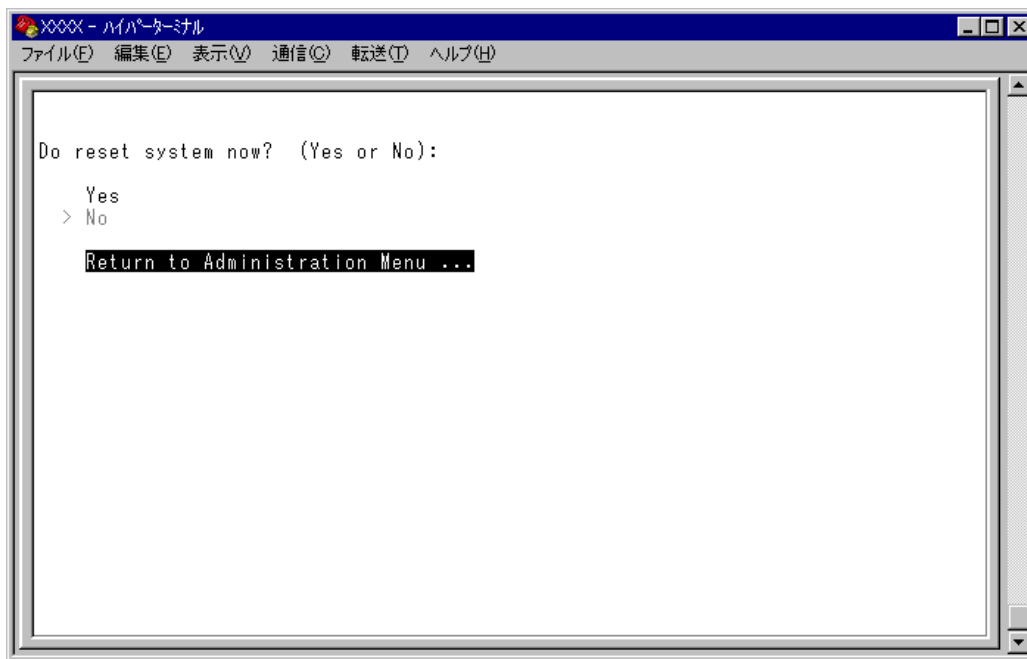 XXXX - ﾊｲﾊﾟｰﾀｰﾐﾅﾙ
ファイル(F) 編集(E) 表示(V) 通信(C) 転送(T) ヘルプ(H)
Do reset system now?  (Yes or No):
Yes
> No
Return to Administration Menu ...